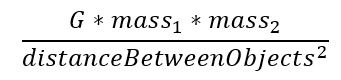 G * mass₁ * mass₂
distanceBetweenObjects²